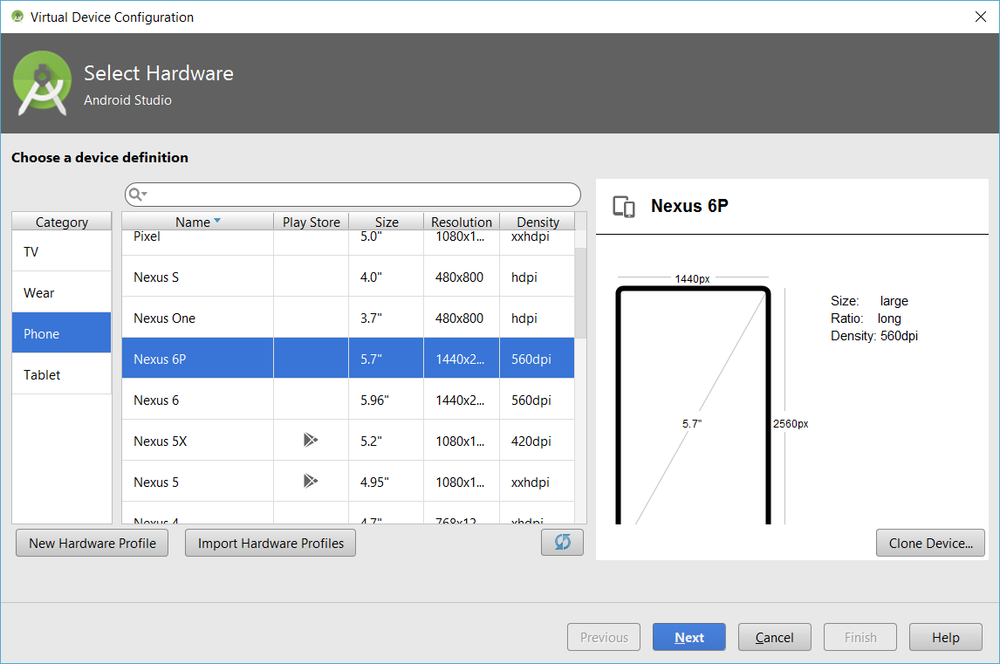 Virtual Device Configuration
Select Hardware
Android Studio
Choose a device definition
Category
TV
Wear
Phone
Tablet
Name Play Store Size Resolution Density
Pixel 5.0" 1080x1... xxhdpi
Nexus S 4.0" 480x800 hdpi
Nexus One 3.7" 480x800 hdpi
Nexus 6P 5.7" 1440x2... 560dpi
Nexus 6 5.96" 1440x2... 560dpi
Nexus 5X 5.2" 1080x1... 420dpi
Nexus 5 4.95" 1080x1... xxhdpi
Nexus 4 4.7" 768x12... xhdpi
New Hardware Profile Import Hardware Profiles
Nexus 6P
1440px
5.7"
2560px
Size: large
Ratio: long
Density: 560dpi
Clone Device...
Previous Next Cancel Finish Help